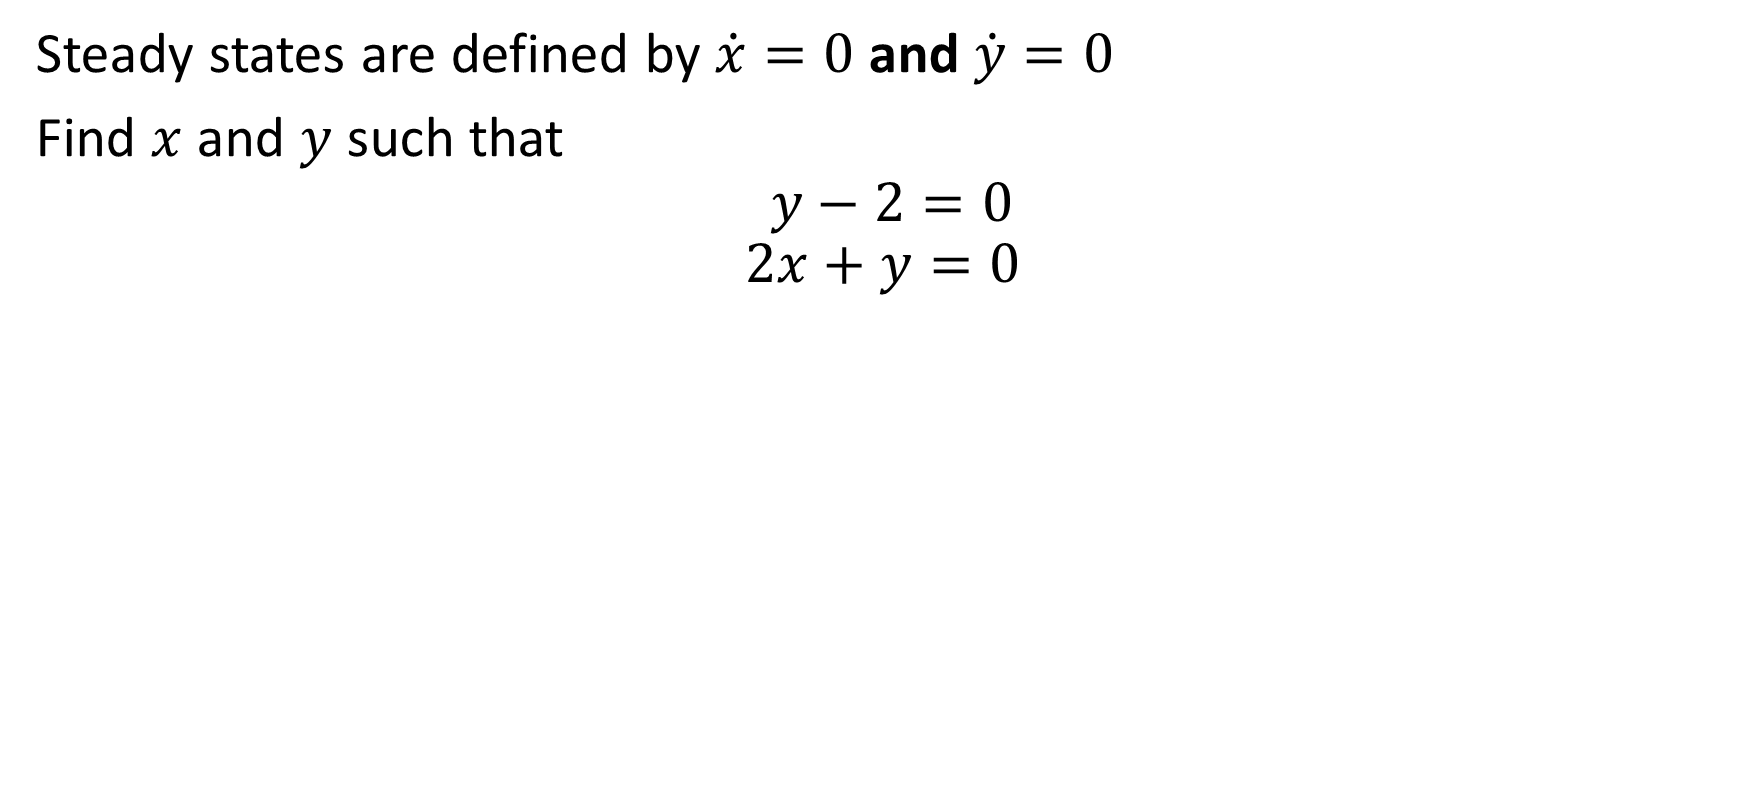 Steady states are defined by ẋ = 0 and ẏ = 0
Find x and y such that
y − 2 = 0
2x + y = 0